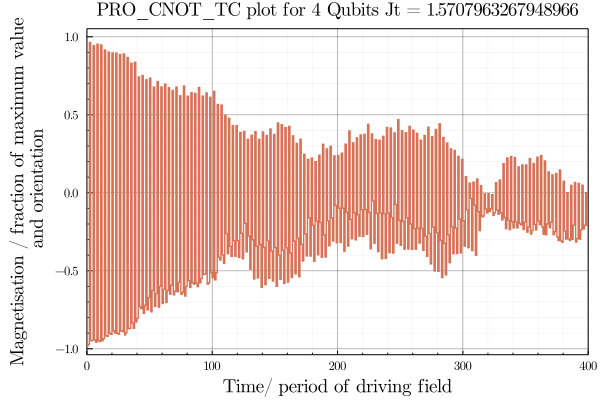 PRO_CNOT_TC plot for 4 Qubits Jt = 1.5707963267948966
Magnetisation / fraction of maximum value
and orientation
1.0
0.5
0.0
−0.5
−1.0
0 100 200 300 400
Time/ period of driving field